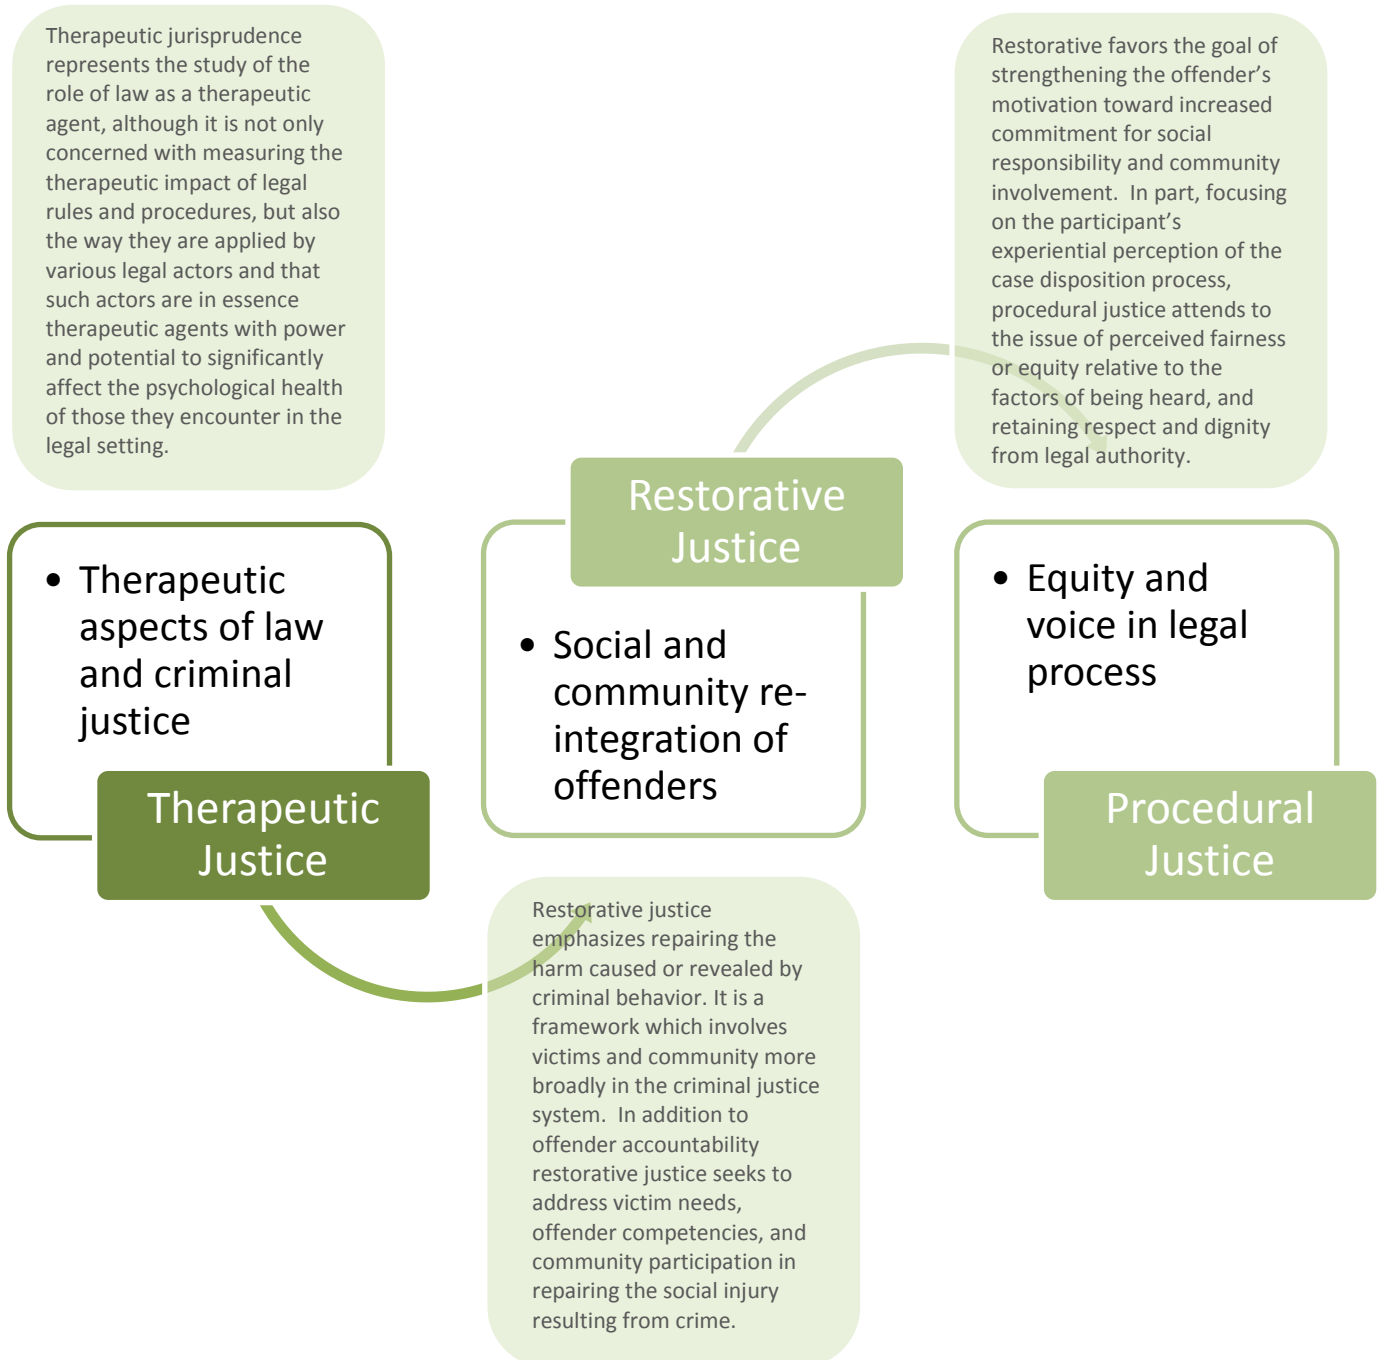 Therapeutic jurisprudence
represents the study of the
role of law as a therapeutic
agent, although it is not only
concerned with measuring the
therapeutic impact of legal
rules and procedures, but also
the way they are applied by
various legal actors and that
such actors are in essence
therapeutic agents with power
and potential to significantly
affect the psychological health
of those they encounter in the
legal setting.
• Therapeutic
aspects of law
and criminal
justice
Therapeutic
Justice
Restorative
Justice
• Social and
community re-
integration of
offenders
Restorative justice
emphasizes repairing the
harm caused or revealed by
criminal behavior. It is a
framework which involves
victims and community more
broadly in the criminal justice
system.  In addition to
offender accountability
restorative justice seeks to
address victim needs,
offender competencies, and
community participation in
repairing the social injury
resulting from crime.
Restorative favors the goal of
strengthening the offender’s
motivation toward increased
commitment for social
responsibility and community
involvement.  In part, focusing
on the participant’s
experiential perception of the
case disposition process,
procedural justice attends to
the issue of perceived fairness
or equity relative to the
factors of being heard, and
retaining respect and dignity
from legal authority.
• Equity and
voice in legal
process
Procedural
Justice